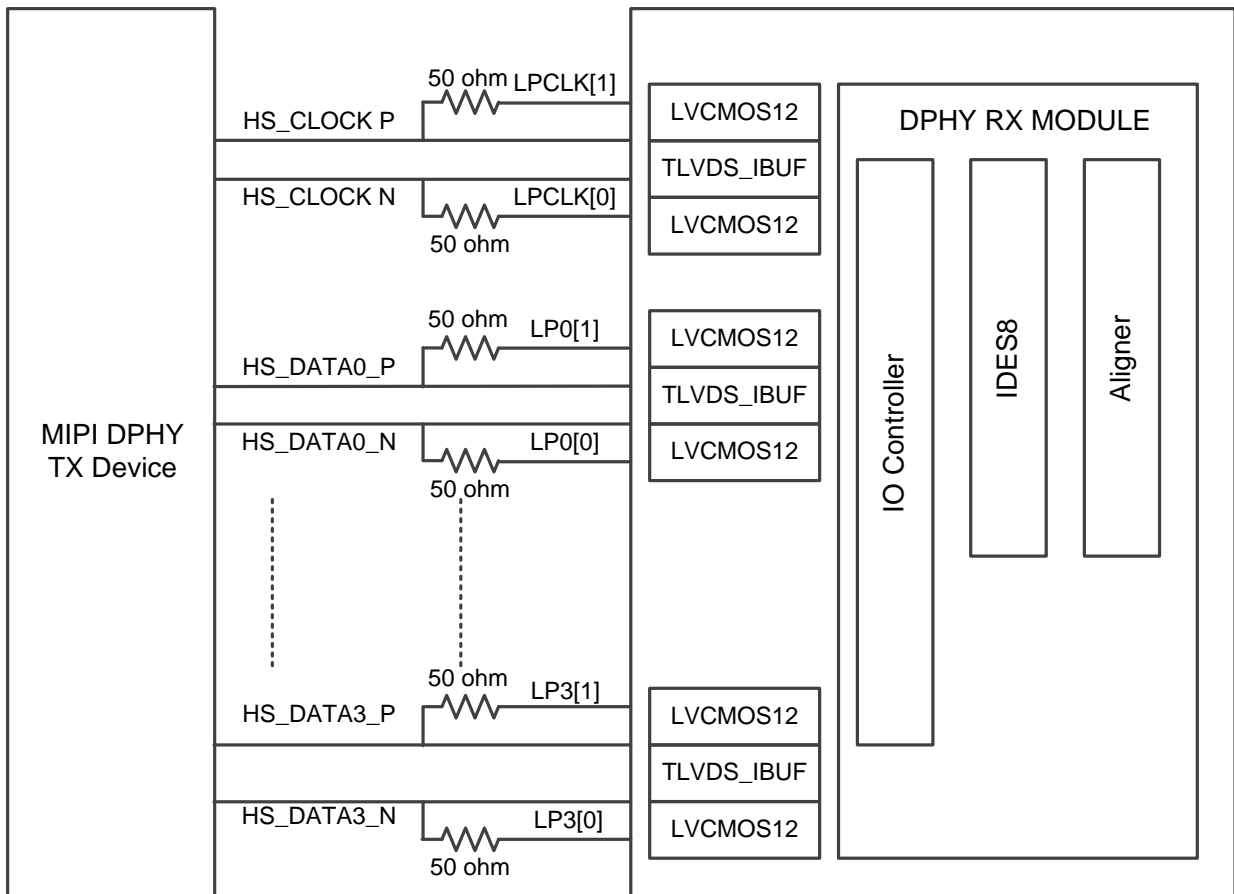 MIPI DPHY
TX Device
50 ohm
LPCLK[1]
HS_CLOCK P
HS_CLOCK N
LPCLK[0]
50 ohm
50 ohm
LP0[1]
HS_DATA0_P
HS_DATA0_N
LP0[0]
50 ohm
50 ohm
LP3[1]
HS_DATA3_P
HS_DATA3_N
LP3[0]
50 ohm
LVCMOS12
TLVDS_IBUF
LVCMOS12
LVCMOS12
TLVDS_IBUF
LVCMOS12
LVCMOS12
TLVDS_IBUF
LVCMOS12
DPHY RX MODULE
IO Controller
IDES8
Aligner